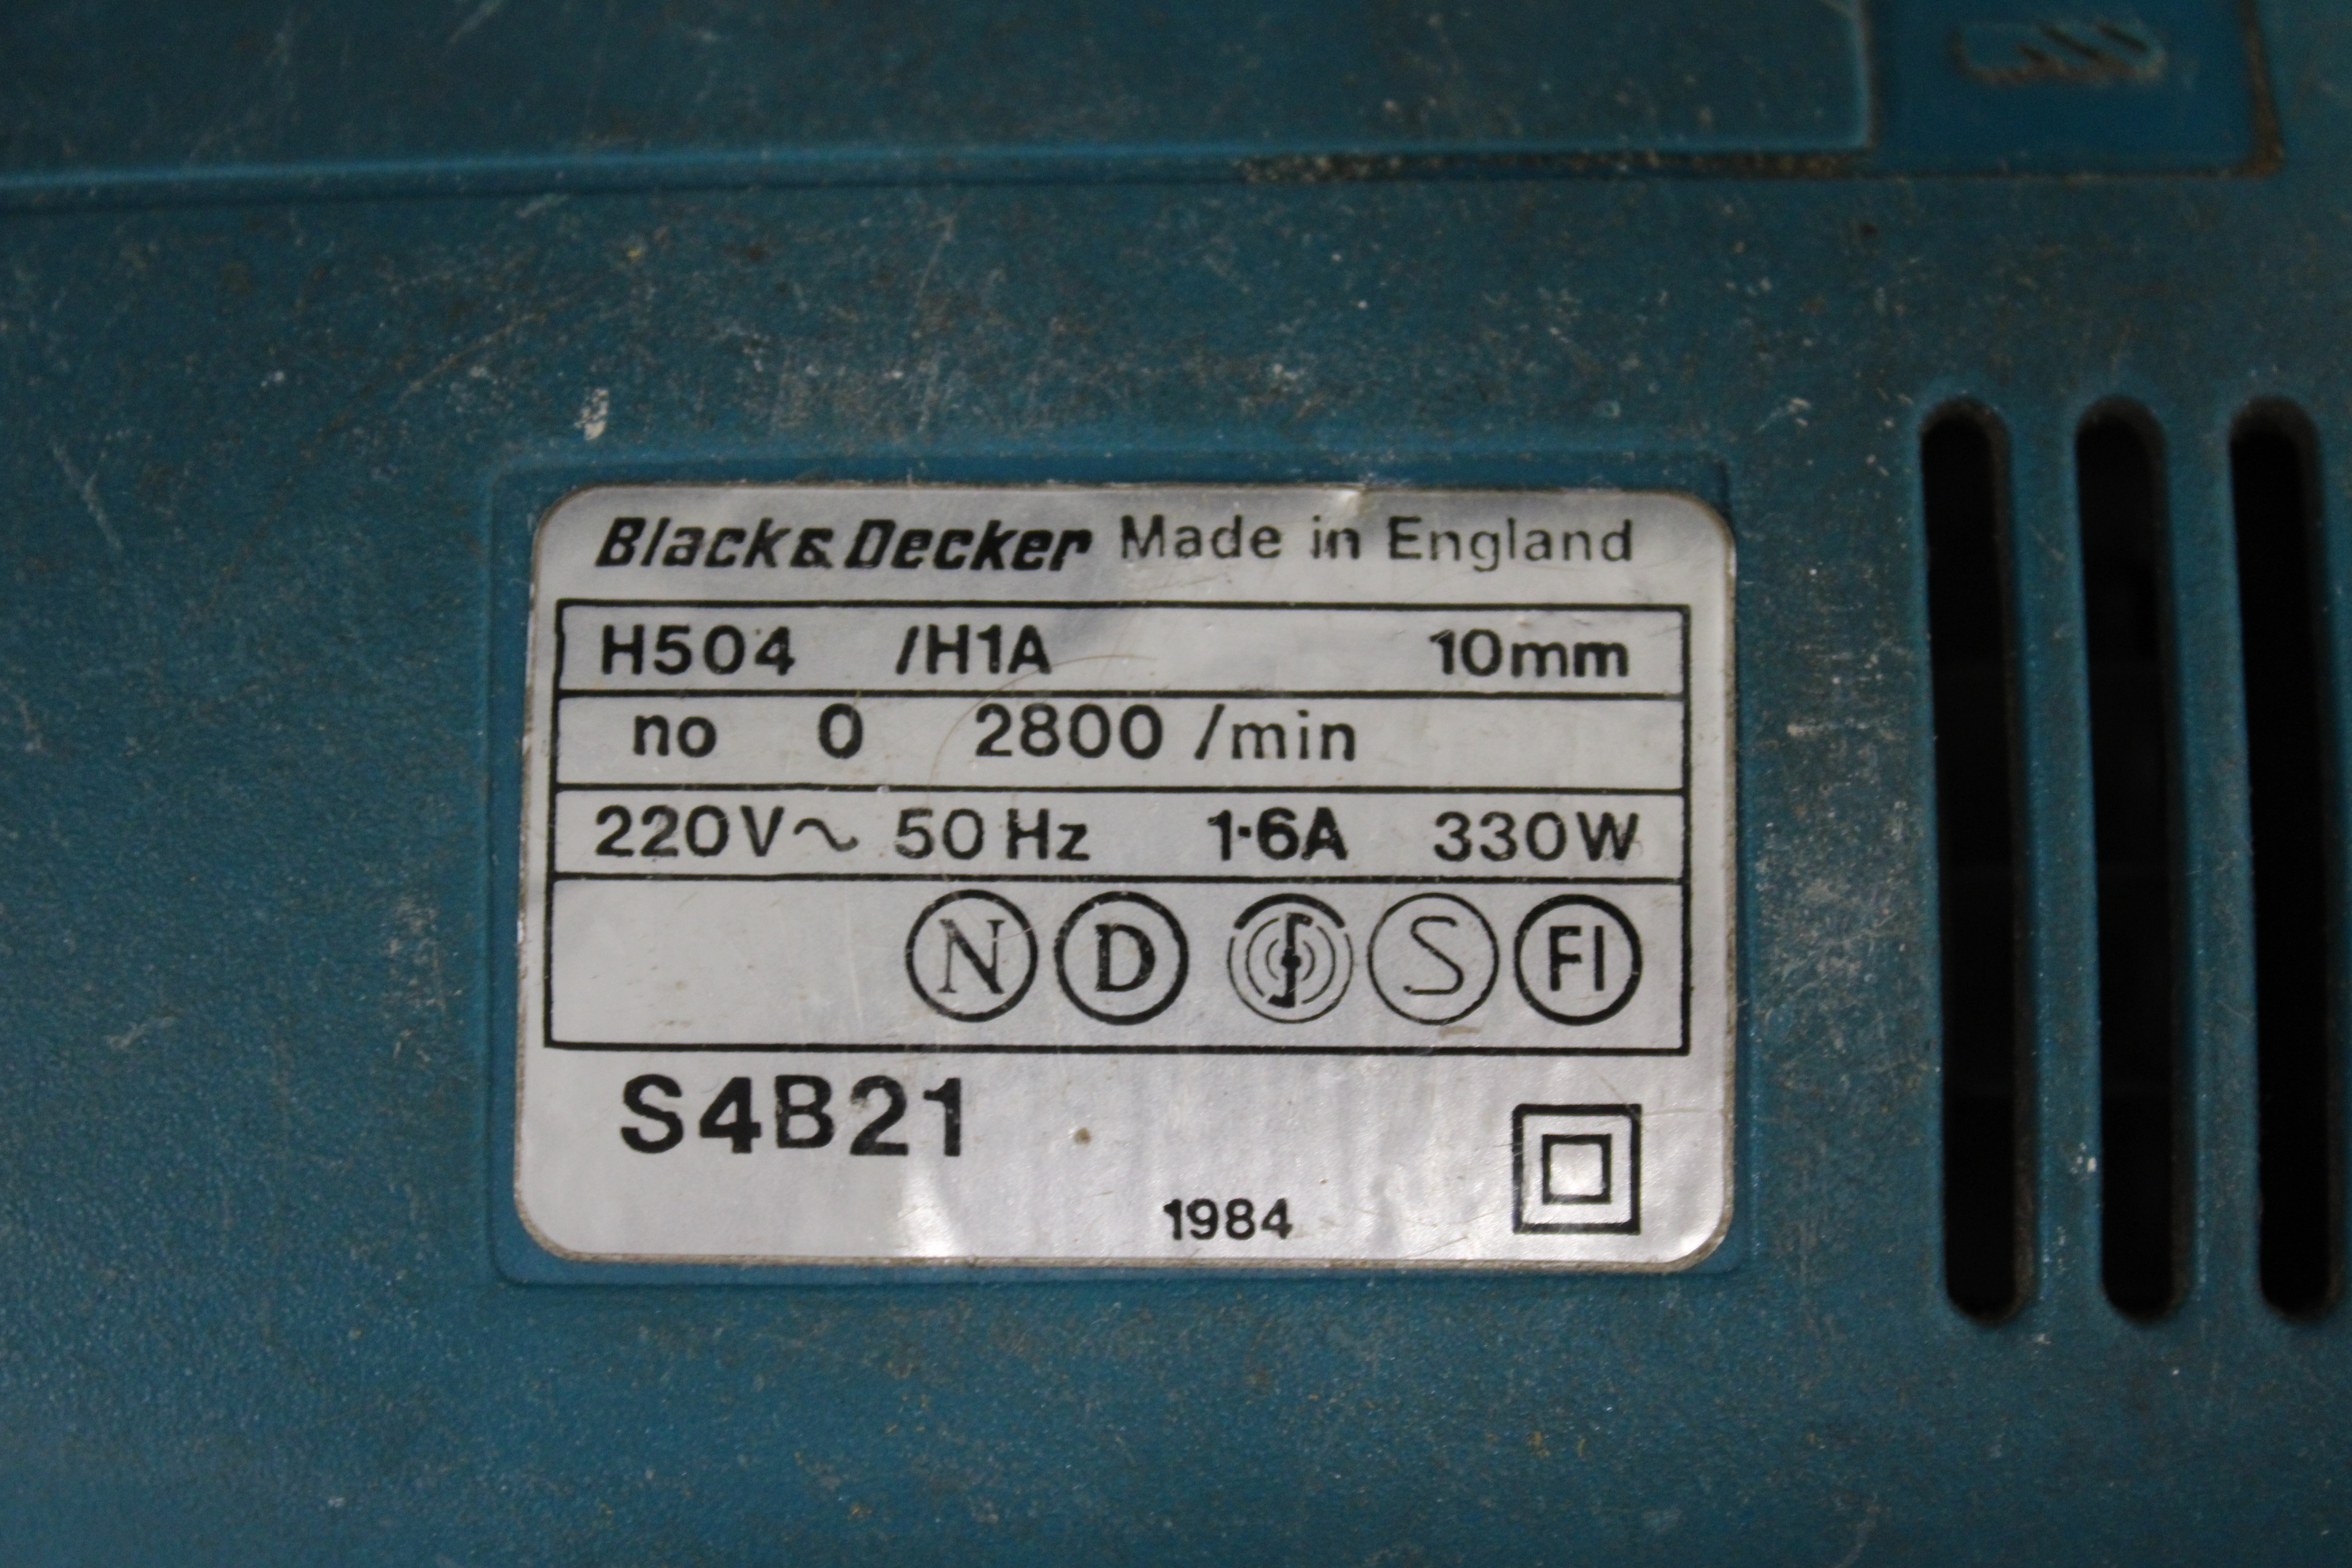 Black & Decker Made in England
H504 /H1A 10mm
no 0 2800 /min
220V~ 50 Hz 1·6A 330W
N D S FI
S4B21
1984